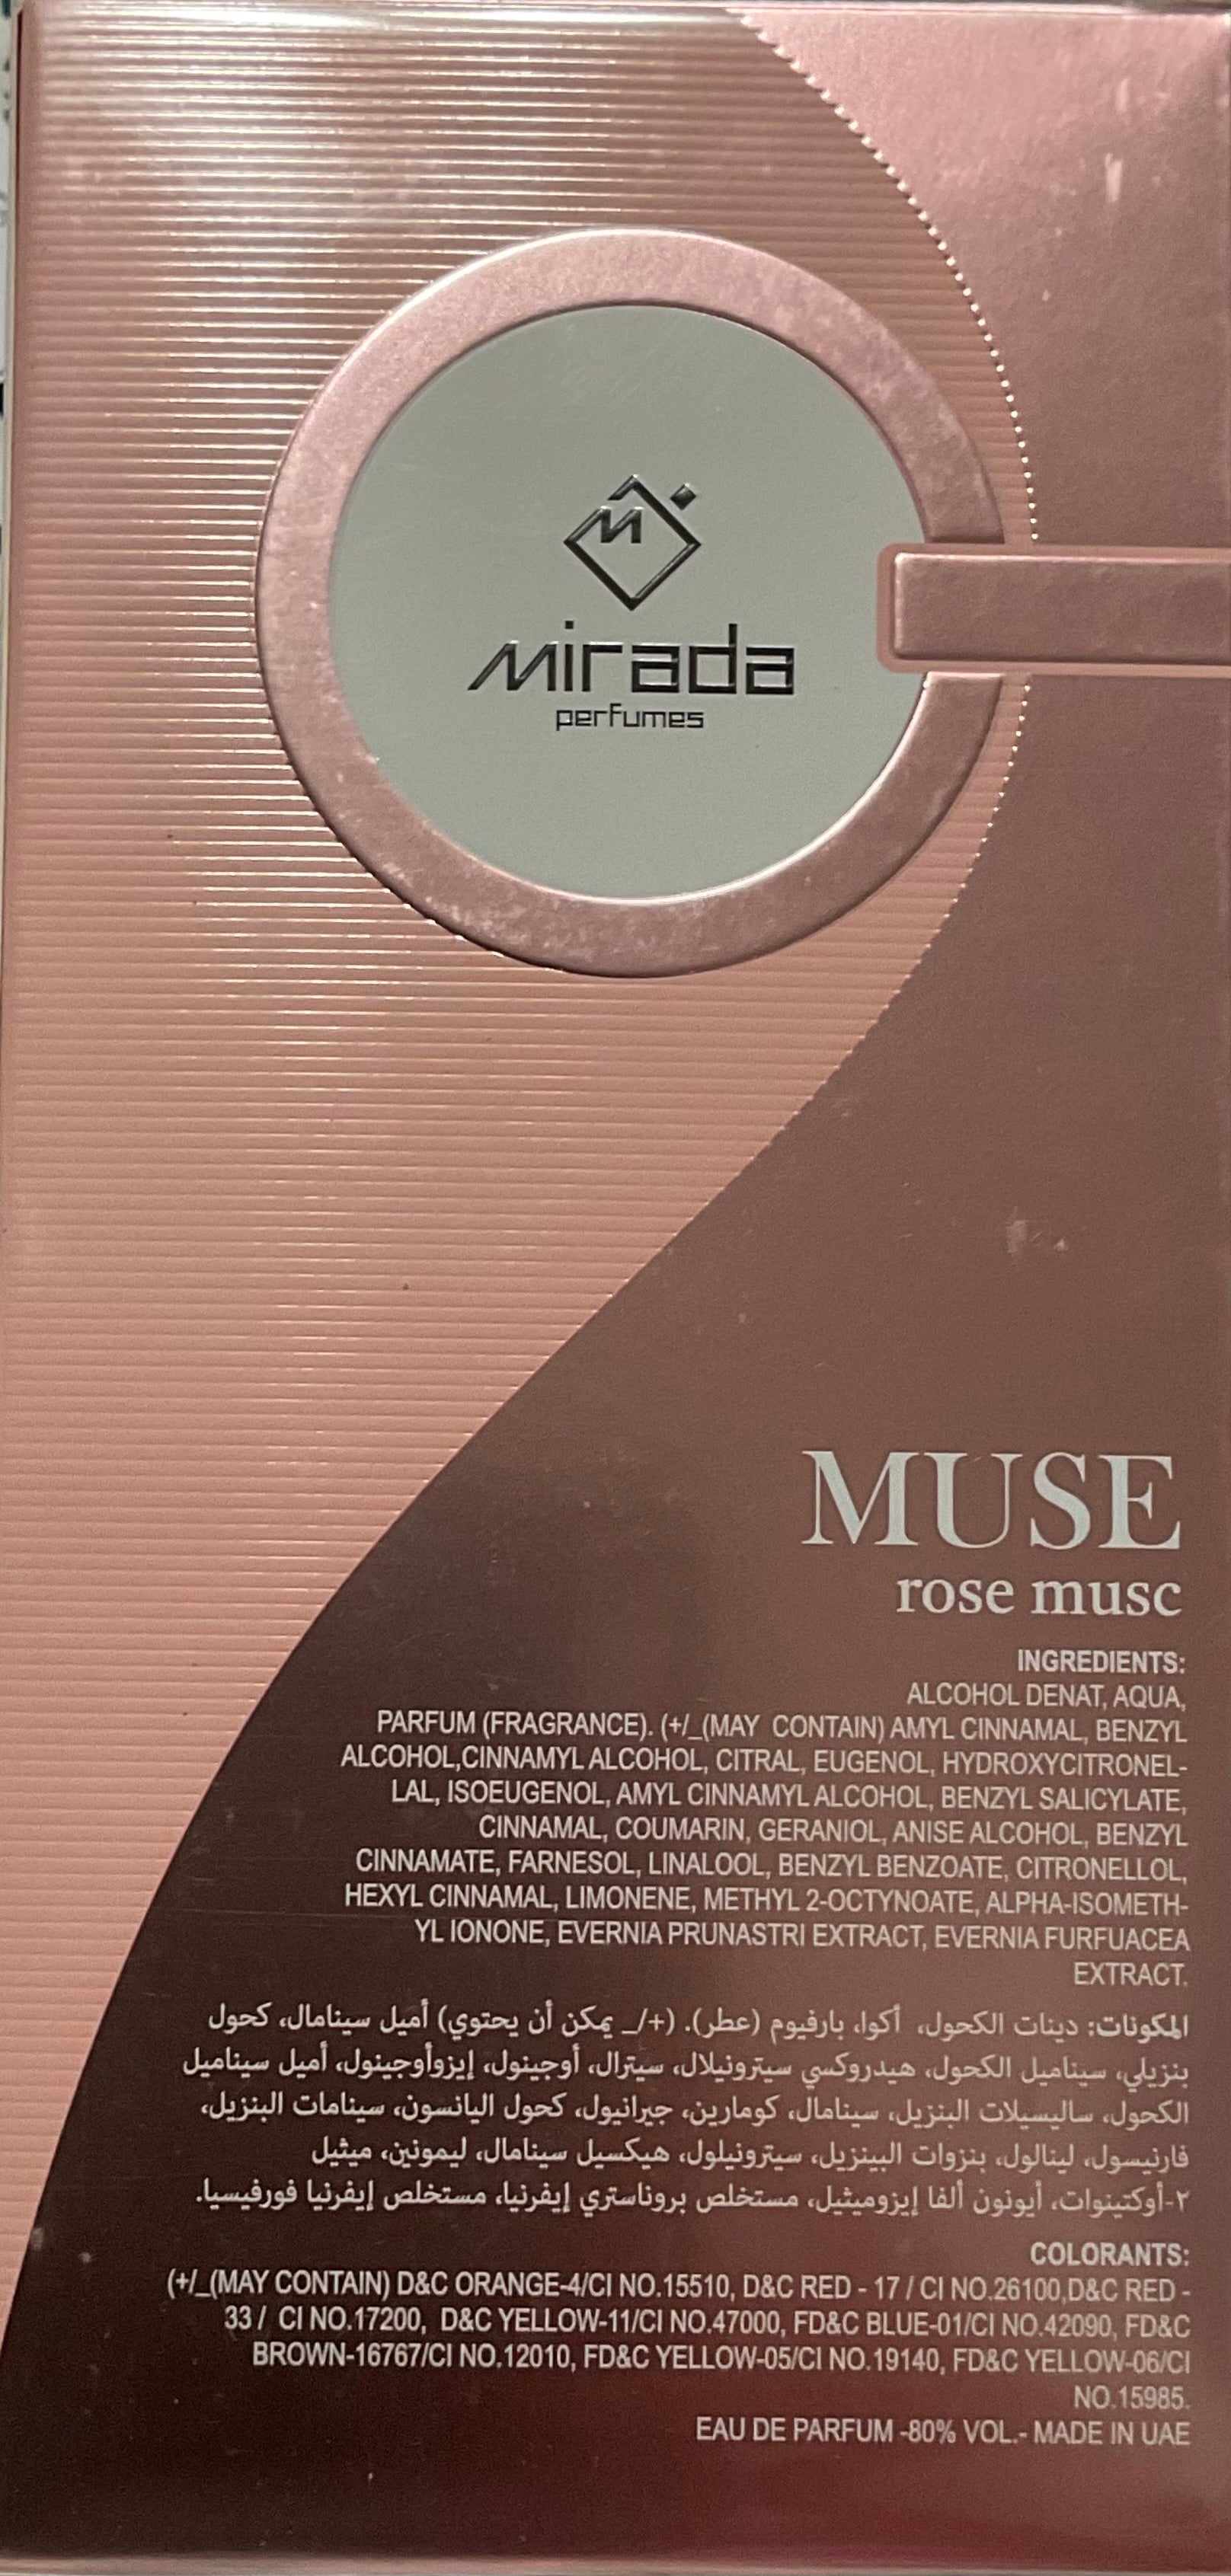 mirada
perfumes
MUSE
rose musc
INGREDIENTS:
ALCOHOL DENAT, AQUA,
PARFUM (FRAGRANCE). (+/_(MAY CONTAIN) AMYL CINNAMAL, BENZYL
ALCOHOL,CINNAMYL ALCOHOL, CITRAL, EUGENOL, HYDROXYCITRONEL-
LAL, ISOEUGENOL, AMYL CINNAMYL ALCOHOL, BENZYL SALICYLATE,
CINNAMAL, COUMARIN, GERANIOL, ANISE ALCOHOL, BENZYL
CINNAMATE, FARNESOL, LINALOOL, BENZYL BENZOATE, CITRONELLOL,
HEXYL CINNAMAL, LIMONENE, METHYL 2-OCTYNOATE, ALPHA-ISOMETH-
YL IONONE, EVERNIA PRUNASTRI EXTRACT, EVERNIA FURFUACEA
EXTRACT.
المكونات: دينات الكحول، أكوا، بارفيوم (عطر). (+/_ يمكن أن يحتوي) أميل سينامال، كحول
بنزيلي، سيناميل الكحول، هيدروكسي سيترونيلال، سيترال، أوجينول، إيزوأوجينول، أميل سيناميل
الكحول، ساليسيلات البنزيل، سينامال، كومارين، جيرانيول، كحول اليانسون، سينامات البنزيل،
فارنيسول، لينالول، بنزوات البينزيل، سيترونيلول، هيكسيل سينامال، ليمونين، ميثيل
٢-أوكتينوات، أيونون ألفا إيزوميثيل، مستخلص بروناستري إيفرنيا، مستخلص إيفرنيا فورفيسيا.
COLORANTS:
(+/_(MAY CONTAIN) D&C ORANGE-4/CI NO.15510, D&C RED - 17 / CI NO.26100,D&C RED -
33 / CI NO.17200, D&C YELLOW-11/CI NO.47000, FD&C BLUE-01/CI NO.42090, FD&C
BROWN-16767/CI NO.12010, FD&C YELLOW-05/CI NO.19140, FD&C YELLOW-06/CI
NO.15985.
EAU DE PARFUM -80% VOL.- MADE IN UAE